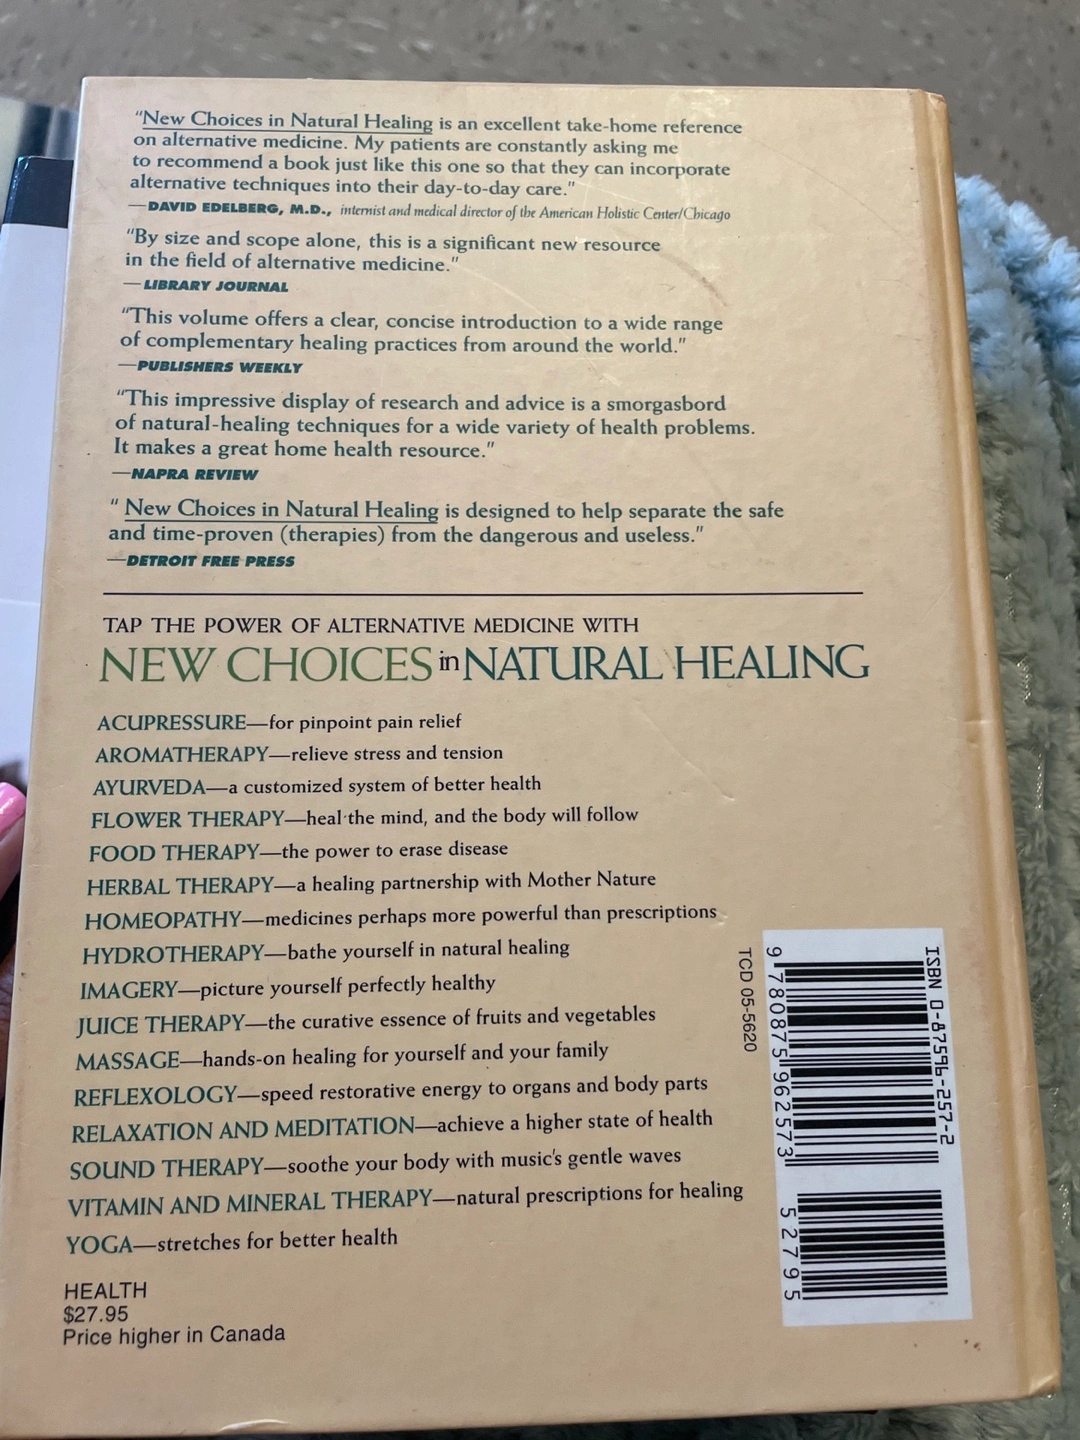 "New Choices in Natural Healing is an excellent take-home reference
on alternative medicine. My patients are constantly asking me
to recommend a book just like this one so that they can incorporate
alternative techniques into their day-to-day care."
—DAVID EDELBERG, M.D., internist and medical director of the American Holistic Center/Chicago
"By size and scope alone, this is a significant new resource
in the field of alternative medicine."
—LIBRARY JOURNAL
"This volume offers a clear, concise introduction to a wide range
of complementary healing practices from around the world."
—PUBLISHERS WEEKLY
"This impressive display of research and advice is a smorgasbord
of natural-healing techniques for a wide variety of health problems.
It makes a great home health resource."
—NAPRA REVIEW
" New Choices in Natural Healing is designed to help separate the safe
and time-proven (therapies) from the dangerous and useless."
—DETROIT FREE PRESS
TAP THE POWER OF ALTERNATIVE MEDICINE WITH
NEW CHOICES in NATURAL HEALING
ACUPRESSURE—for pinpoint pain relief
AROMATHERAPY—relieve stress and tension
AYURVEDA—a customized system of better health
FLOWER THERAPY—heal the mind, and the body will follow
FOOD THERAPY—the power to erase disease
HERBAL THERAPY—a healing partnership with Mother Nature
HOMEOPATHY—medicines perhaps more powerful than prescriptions
HYDROTHERAPY—bathe yourself in natural healing
IMAGERY—picture yourself perfectly healthy
JUICE THERAPY—the curative essence of fruits and vegetables
MASSAGE—hands-on healing for yourself and your family
REFLEXOLOGY—speed restorative energy to organs and body parts
RELAXATION AND MEDITATION—achieve a higher state of health
SOUND THERAPY—soothe your body with music's gentle waves
VITAMIN AND MINERAL THERAPY—natural prescriptions for healing
YOGA—stretches for better health
HEALTH
$27.95
Price higher in Canada
TCD 05-5620
ISBN 0-87596-257-2
9 780875 962573
52795